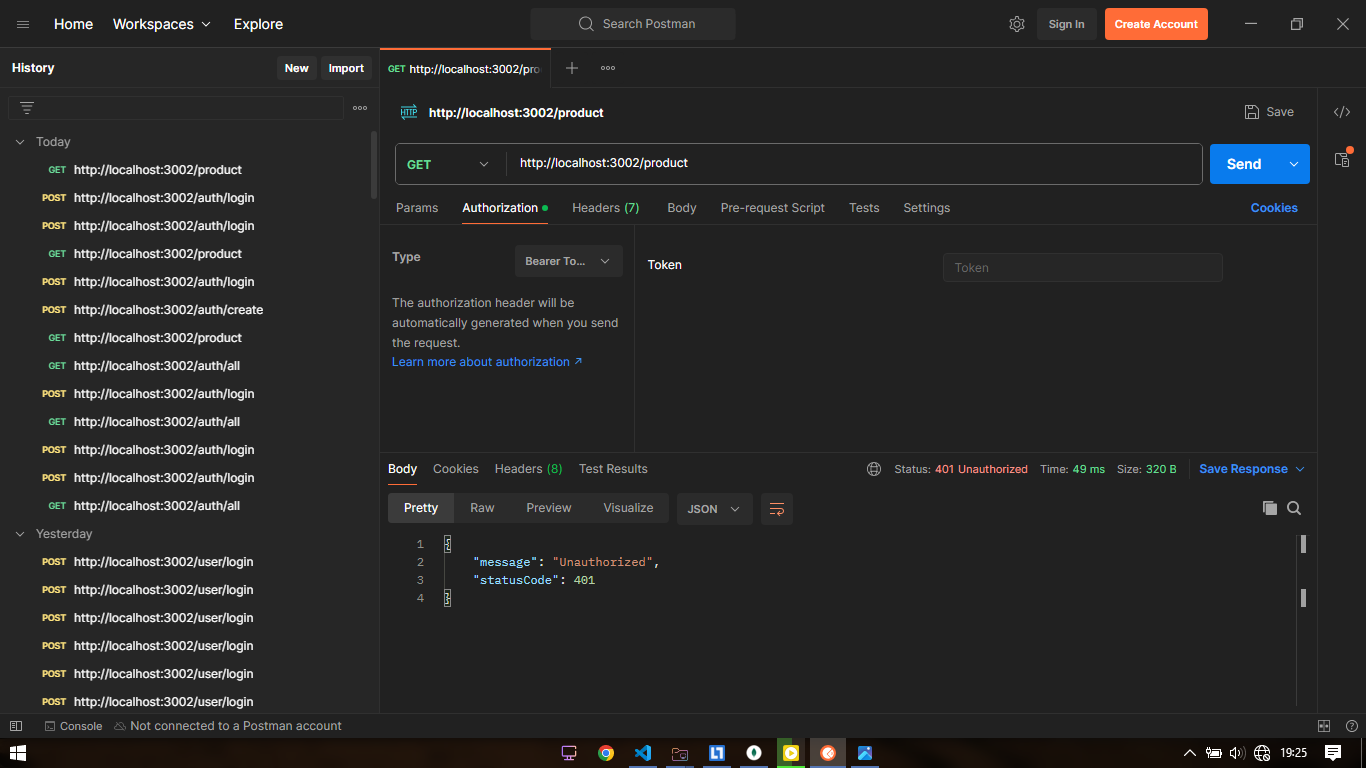 Home Workspaces Explore Search Postman Sign In Create Account
History New Import
GET http://localhost:3002/pro
Today
GET http://localhost:3002/product
POST http://localhost:3002/auth/login
POST http://localhost:3002/auth/login
GET http://localhost:3002/product
POST http://localhost:3002/auth/login
POST http://localhost:3002/auth/create
GET http://localhost:3002/product
GET http://localhost:3002/auth/all
POST http://localhost:3002/auth/login
GET http://localhost:3002/auth/all
POST http://localhost:3002/auth/login
POST http://localhost:3002/auth/login
GET http://localhost:3002/auth/all
Yesterday
POST http://localhost:3002/user/login
POST http://localhost:3002/user/login
POST http://localhost:3002/user/login
POST http://localhost:3002/user/login
POST http://localhost:3002/user/login
POST http://localhost:3002/user/login
HTTP http://localhost:3002/product Save
GET http://localhost:3002/product Send
Params Authorization Headers (7) Body Pre-request Script Tests Settings Cookies
Type Bearer To...
The authorization header will be
automatically generated when you send
the request.
Learn more about authorization ↗
Token Token
Body Cookies Headers (8) Test Results Status: 401 Unauthorized Time: 49 ms Size: 320 B Save Response
Pretty Raw Preview Visualize JSON
1 {
2 "message": "Unauthorized",
3 "statusCode": 401
4 }
Console Not connected to a Postman account
19:25